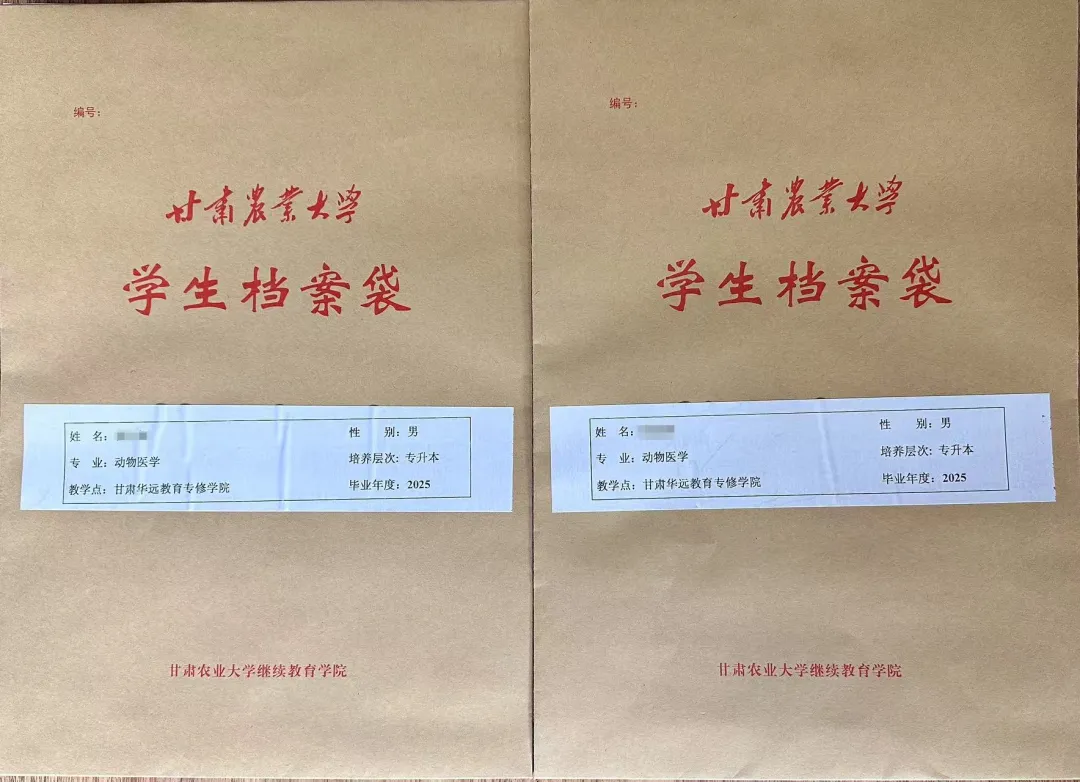 编号：
甘肃农业大学
学生档案袋
姓 名：
性 别：男
专 业：动物医学
培养层次：专升本
教学点：甘肃华远教育专修学院
毕业年度：2025
甘肃农业大学继续教育学院
编号：
甘肃农业大学
学生档案袋
姓 名：
性 别：男
专 业：动物医学
培养层次：专升本
教学点：甘肃华远教育专修学院
毕业年度：2025
甘肃农业大学继续教育学院